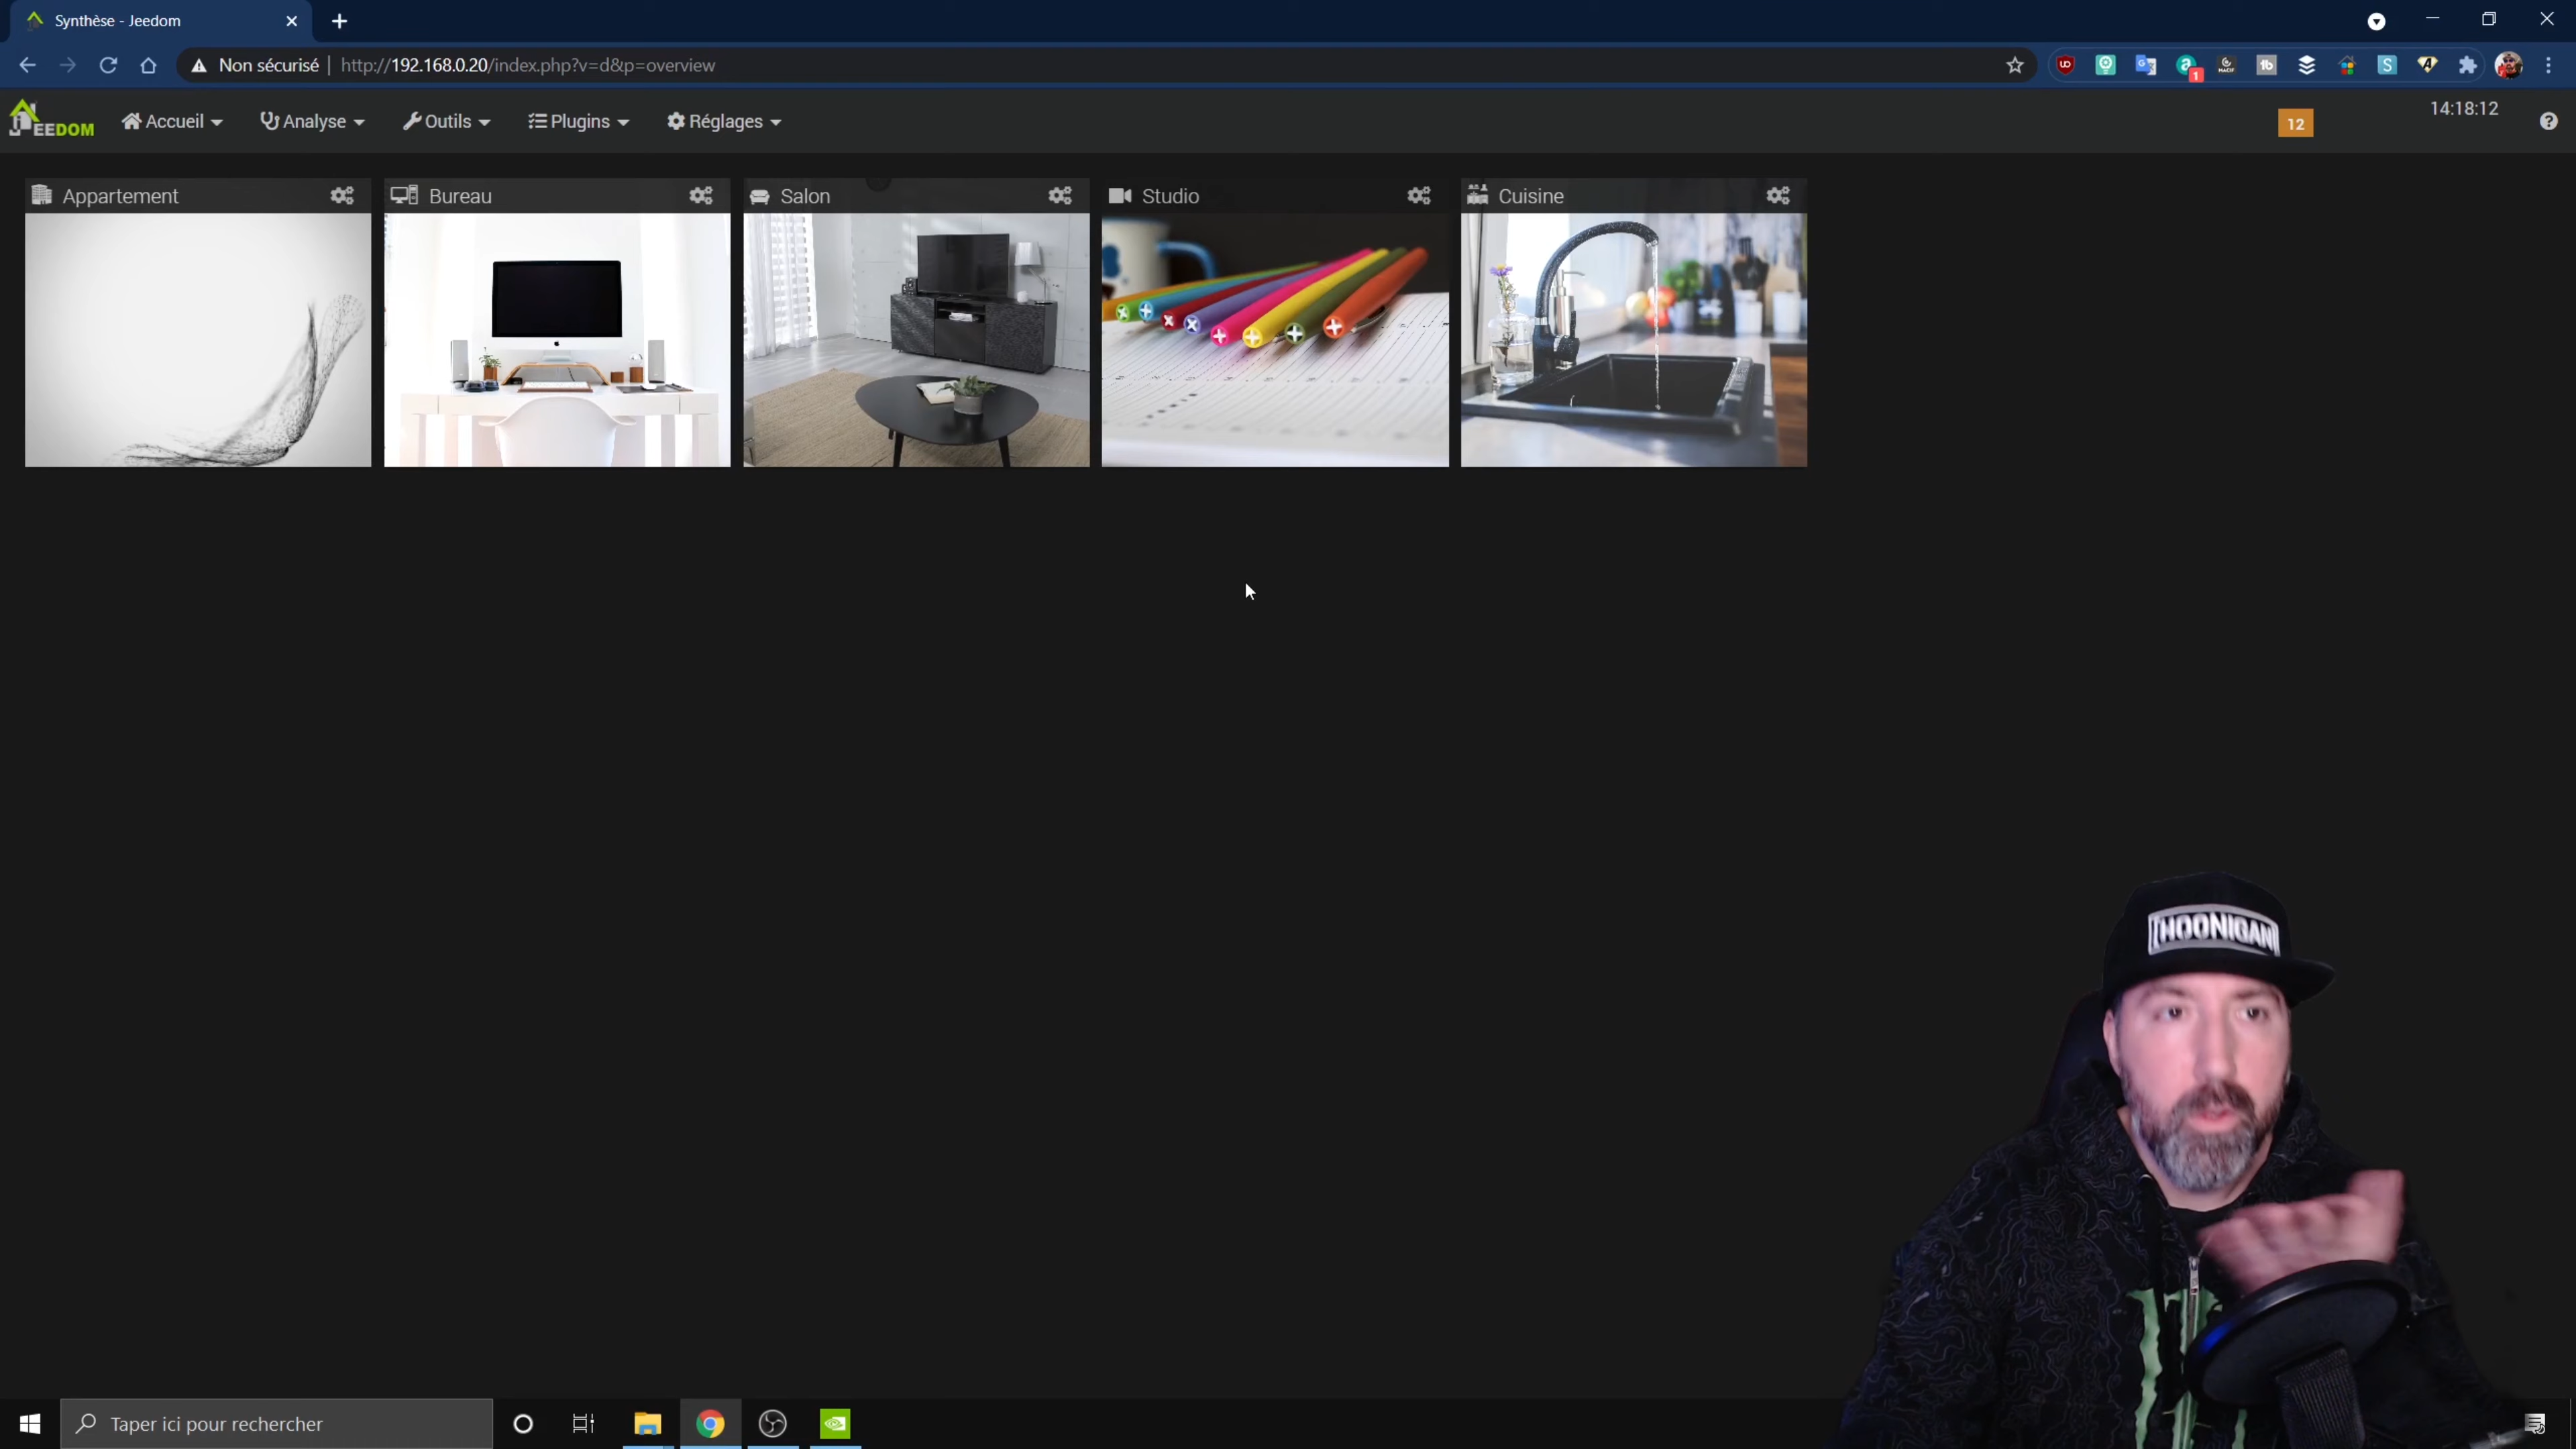 Synthèse - Jeedom
Non sécurisé | http://192.168.0.20/index.php?v=d&p=overview
JEEDOM Accueil Analyse Outils Plugins Réglages 12 14:18:12
Appartement Bureau Salon Studio Cuisine
HOONIGAN
Taper ici pour rechercher